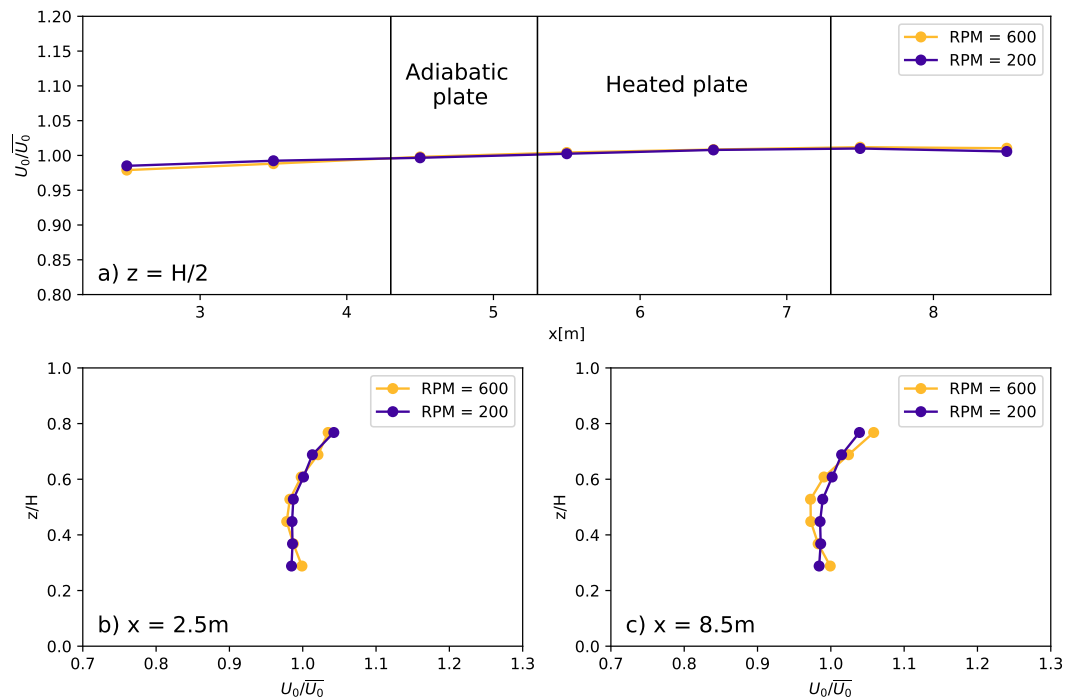 1.20
1.15
1.10
1.05
1.00
0.95
0.90
0.85
0.80
U₀/U̅₀̅
RPM = 600
RPM = 200
Adiabatic
plate
Heated plate
a) z = H/2
3 4 5 6 7 8
x[m]
1.0
0.8
0.6
0.4
0.2
0.0
z/H
RPM = 600
RPM = 200
b) x = 2.5m
0.7 0.8 0.9 1.0 1.1 1.2 1.3
U₀/U̅₀̅
1.0
0.8
0.6
0.4
0.2
0.0
z/H
RPM = 600
RPM = 200
c) x = 8.5m
0.7 0.8 0.9 1.0 1.1 1.2 1.3
U₀/U̅₀̅